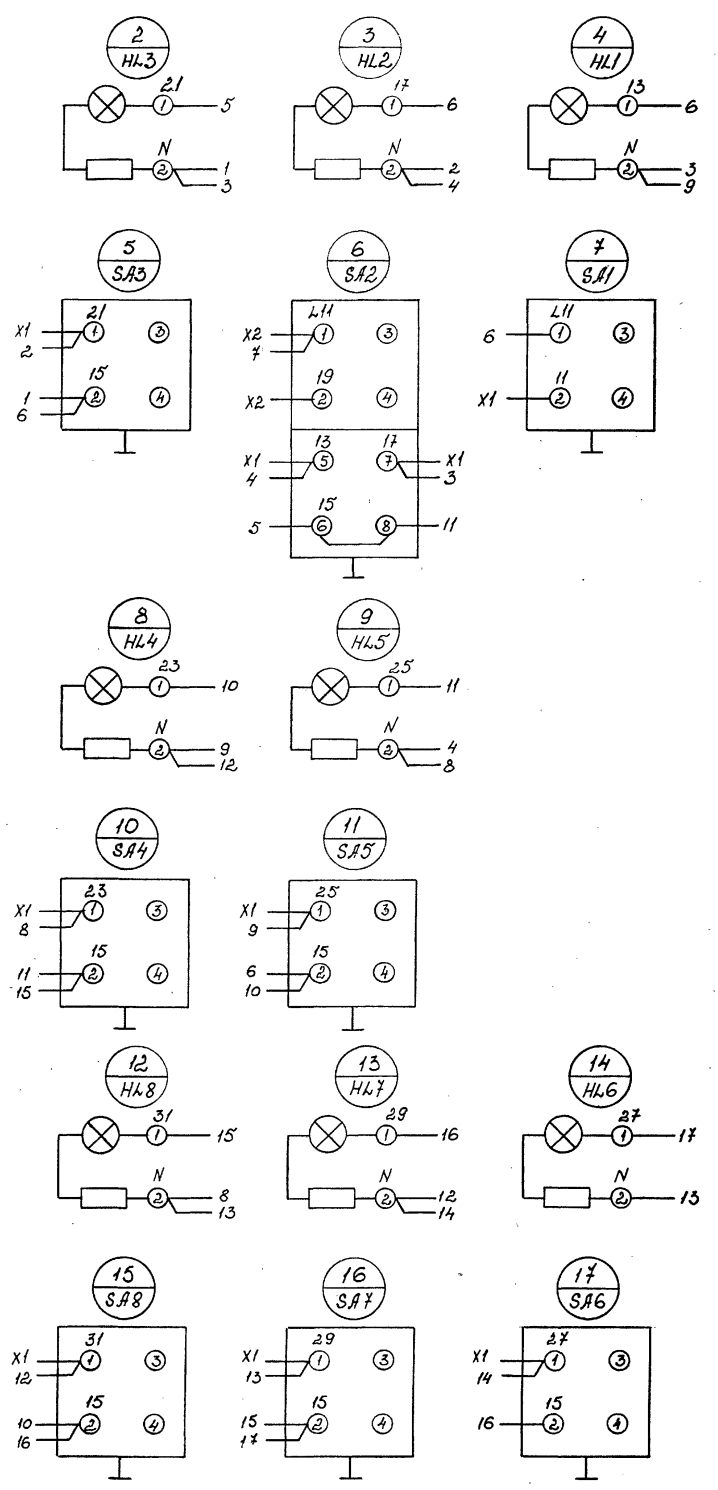 2 3 4
HL3 HL2 HL1
21 17 13
1 5 1 6 1 6
N N N
2 1 2 2 2 3
3 4 9
5 6 7
SA3 SA2 SA1
21 L11 L11
X1 1 3 X2 1 3 6 1 3
2 7
15 19 11
1 2 4 X2 2 4 X1 2 4
6
13 17
X1 5 7 X1
4 3
15
5 6 8 11
8 9
HL4 HL5
23 25
1 10 1 11
N N
2 9 2 4
12 8
10 11
SA4 SA5
23 25
X1 1 3 X1 1 3
8 9
15 15
11 2 4 6 2 4
15 10
12 13 14
HL8 HL7 HL6
31 29 27
1 15 1 16 1 17
N N N
2 8 2 12 2 13
13 14
15 16 17
SA8 SA7 SA6
31 29 27
X1 1 3 X1 1 3 X1 1 3
12 13 14
15 15 15
10 2 4 15 2 4 16 2 4
16 17